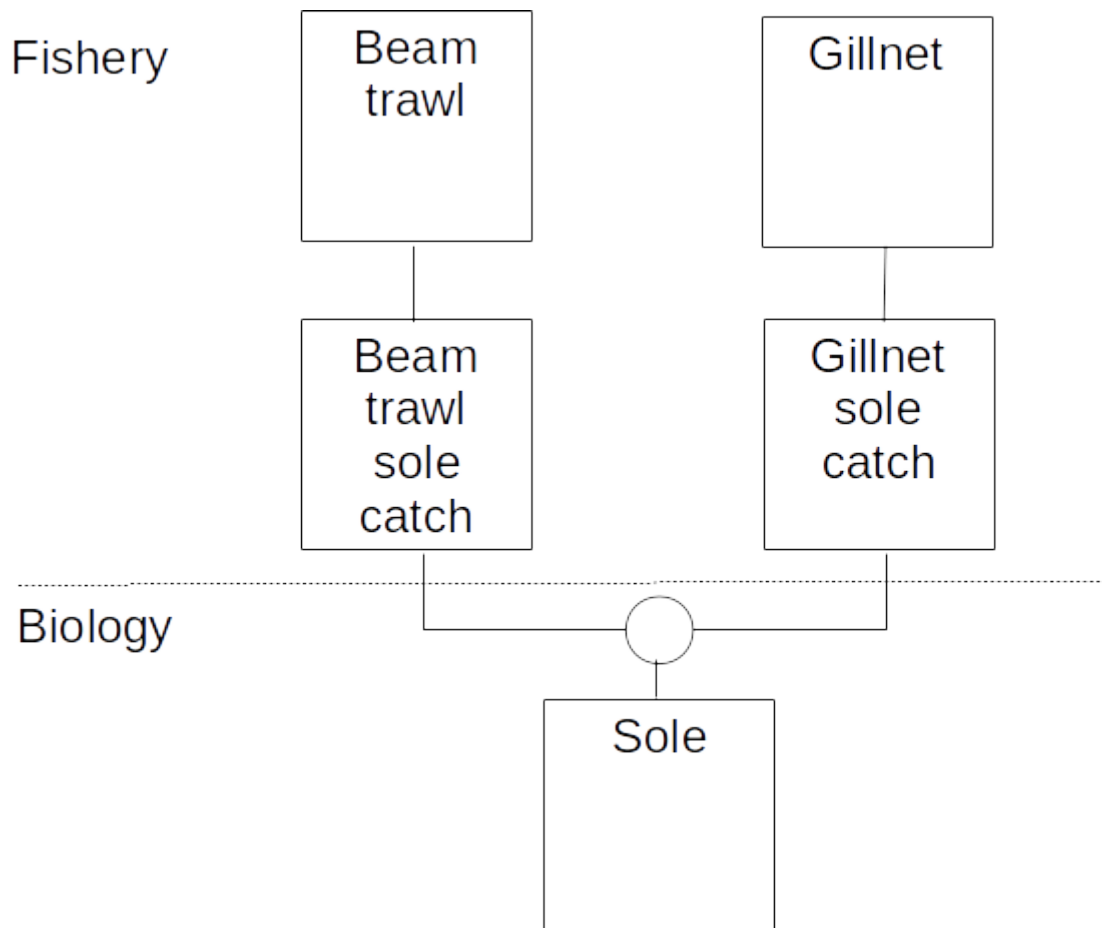 Fishery
Beam
trawl
Gillnet
Beam
trawl
sole
catch
Gillnet
sole
catch
Biology
Sole